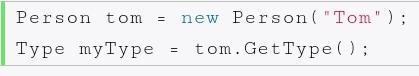 Person tom = new Person("Tom");
Type myType = tom.GetType();